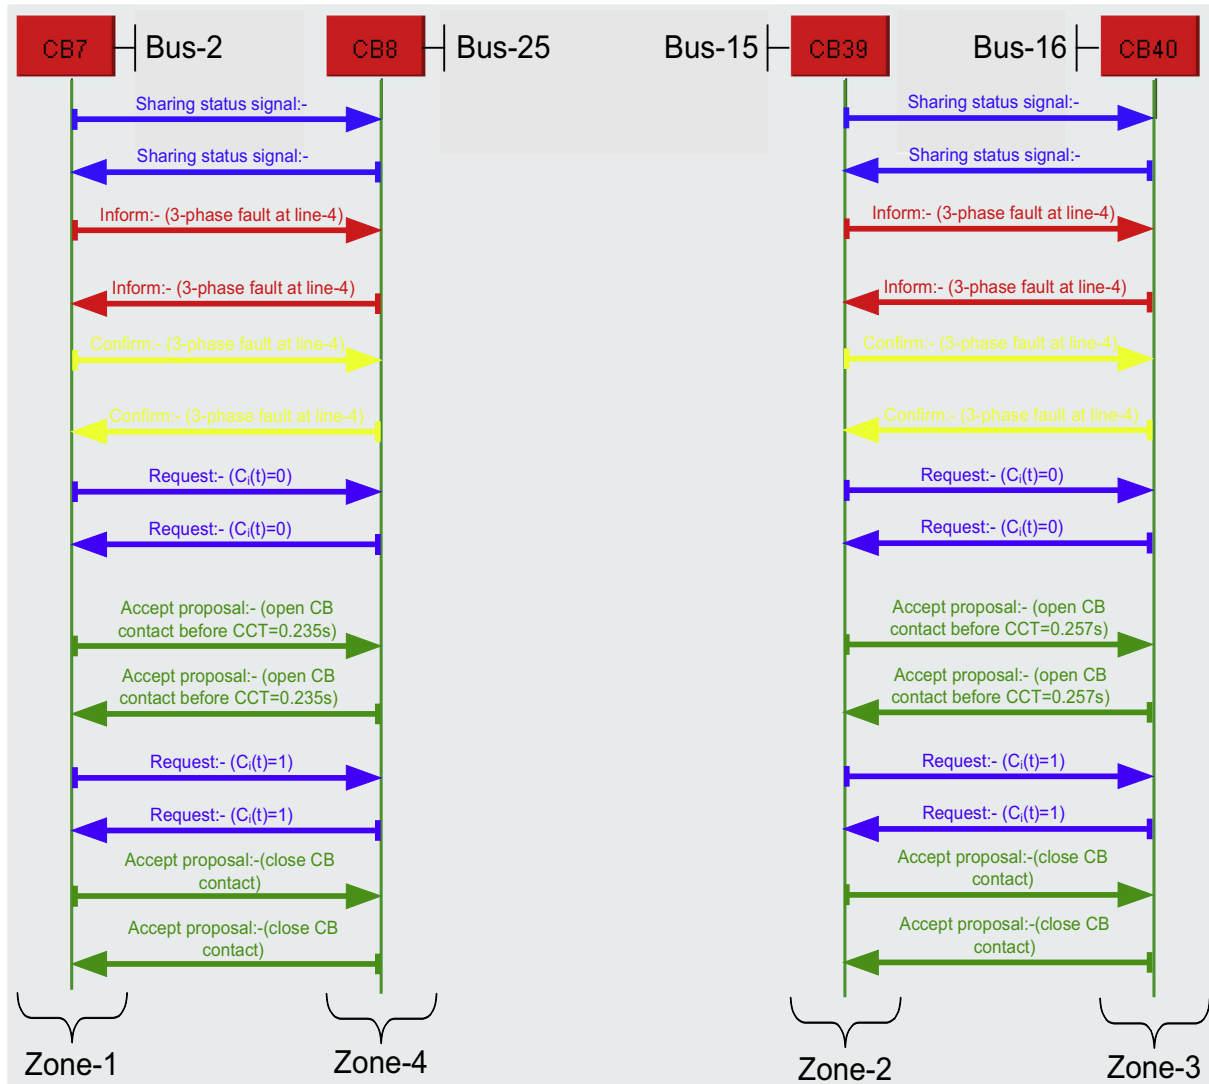 CB7 Bus-2 CB8 Bus-25 Bus-15 CB39 Bus-16 CB40
Sharing status signal:- Sharing status signal:-
Sharing status signal:- Sharing status signal:-
Inform:- (3-phase fault at line-4) Inform:- (3-phase fault at line-4)
Inform:- (3-phase fault at line-4) Inform:- (3-phase fault at line-4)
Confirm:- (3-phase fault at line-4) Confirm:- (3-phase fault at line-4)
Confirm:- (3-phase fault at line-4) Confirm:- (3-phase fault at line-4)
Request:- (Cᵢ(t)=0) Request:- (Cᵢ(t)=0)
Request:- (Cᵢ(t)=0) Request:- (Cᵢ(t)=0)
Accept proposal:- (open CB Accept proposal:- (open CB
contact before CCT=0.235s) contact before CCT=0.257s)
Accept proposal:- (open CB Accept proposal:- (open CB
contact before CCT=0.235s) contact before CCT=0.257s)
Request:- (Cᵢ(t)=1) Request:- (Cᵢ(t)=1)
Request:- (Cᵢ(t)=1) Request:- (Cᵢ(t)=1)
Accept proposal:-(close CB Accept proposal:-(close CB
contact) contact)
Accept proposal:-(close CB Accept proposal:-(close CB
contact) contact)
Zone-1 Zone-4 Zone-2 Zone-3